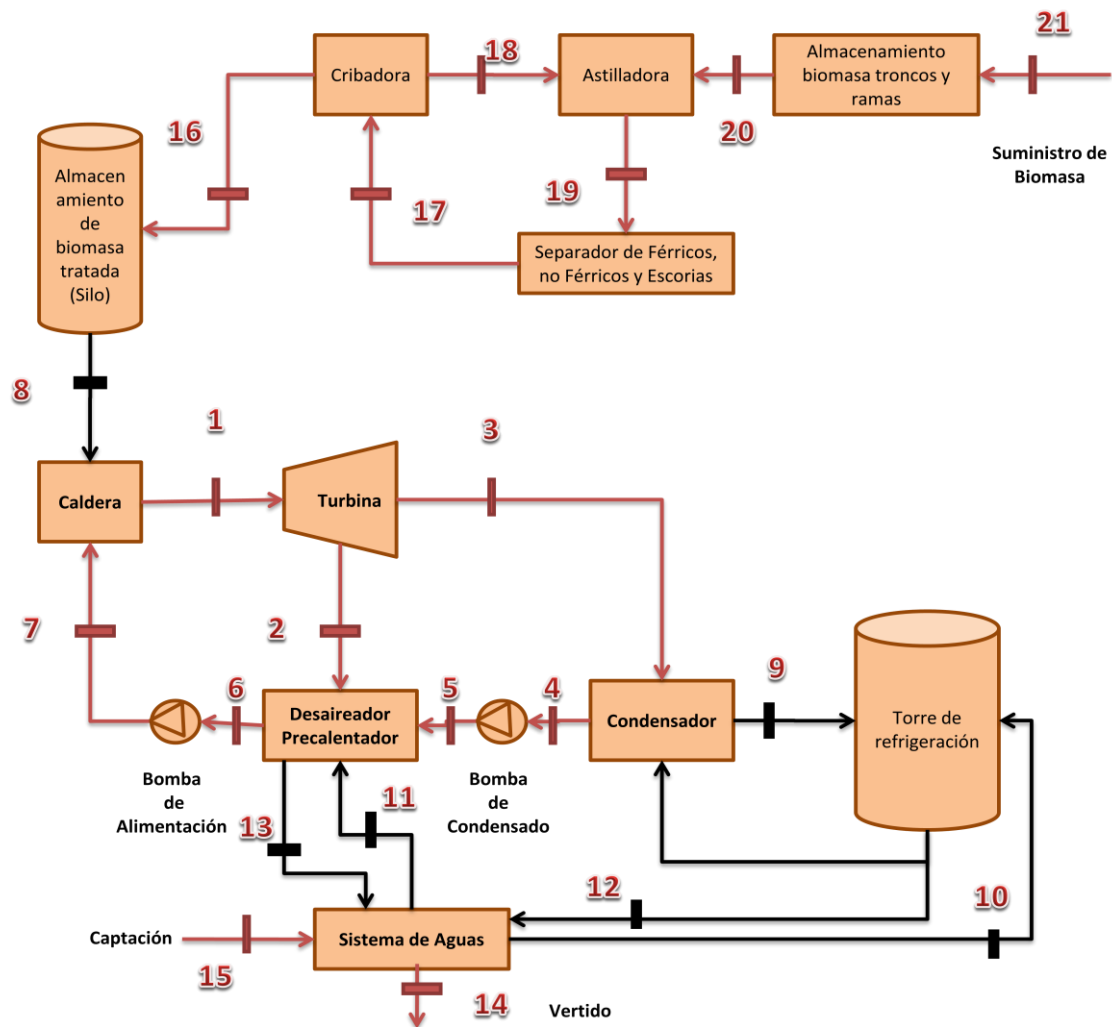 21
18
Cribadora
Astilladora
Almacenamiento
biomasa troncos y
ramas
16
20
Suministro de
Biomasa
Almacen
amiento
de
biomasa
tratada
(Silo)
19
17
Separador de Férricos,
no Férricos y Escorias
8
1
3
Caldera
Turbina
7
2
9
6
5
4
Desaireador
Precalentador
Condensador
Torre de
refrigeración
Bomba
de
Alimentación
Bomba
de
Condensado
11
13
12
10
Captación
Sistema de Aguas
15
14
Vertido